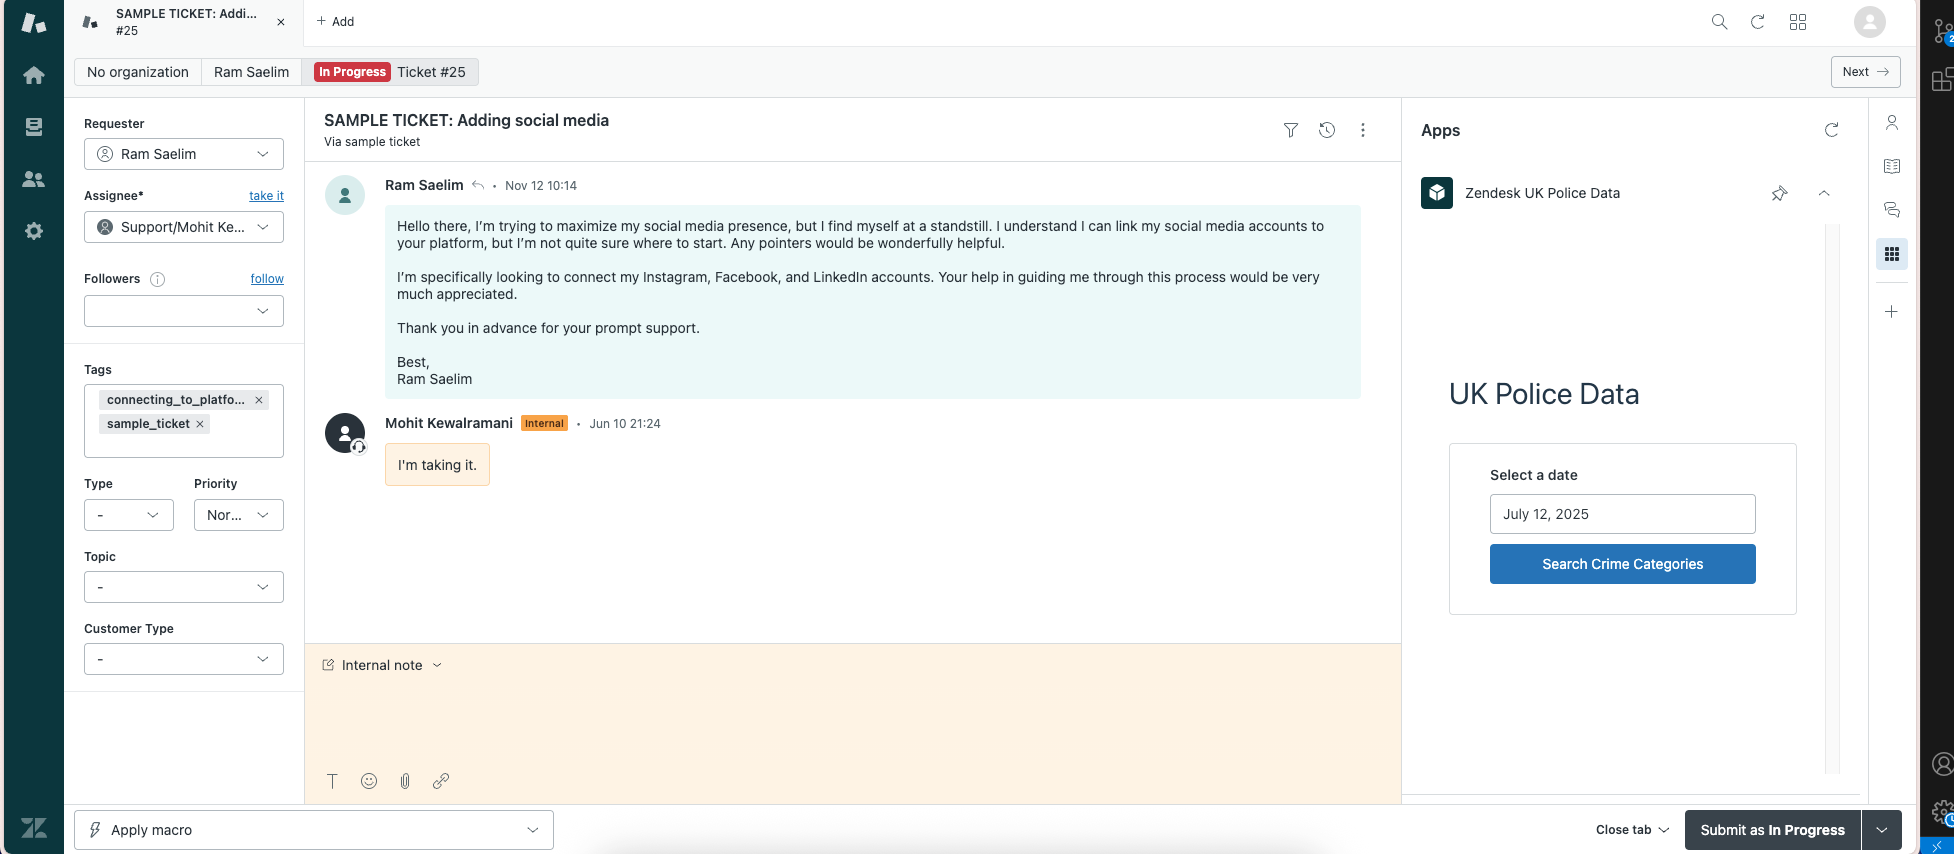 SAMPLE TICKET: Addi...
#25
+ Add
No organization
Ram Saelim
In Progress Ticket #25
Next
Requester
Ram Saelim
Assignee*
take it
Support/Mohit Ke...
Followers
follow
Tags
connecting_to_platfo...
sample_ticket
Type
Priority
-
Nor...
Topic
-
Customer Type
-
SAMPLE TICKET: Adding social media
Via sample ticket
Ram Saelim • Nov 12 10:14
Hello there, I’m trying to maximize my social media presence, but I find myself at a standstill. I understand I can link my social media accounts to
your platform, but I’m not quite sure where to start. Any pointers would be wonderfully helpful.
I’m specifically looking to connect my Instagram, Facebook, and LinkedIn accounts. Your help in guiding me through this process would be very
much appreciated.
Thank you in advance for your prompt support.
Best,
Ram Saelim
Mohit Kewalramani Internal • Jun 10 21:24
I'm taking it.
Internal note
Apps
Zendesk UK Police Data
UK Police Data
Select a date
July 12, 2025
Search Crime Categories
Apply macro
Close tab
Submit as In Progress